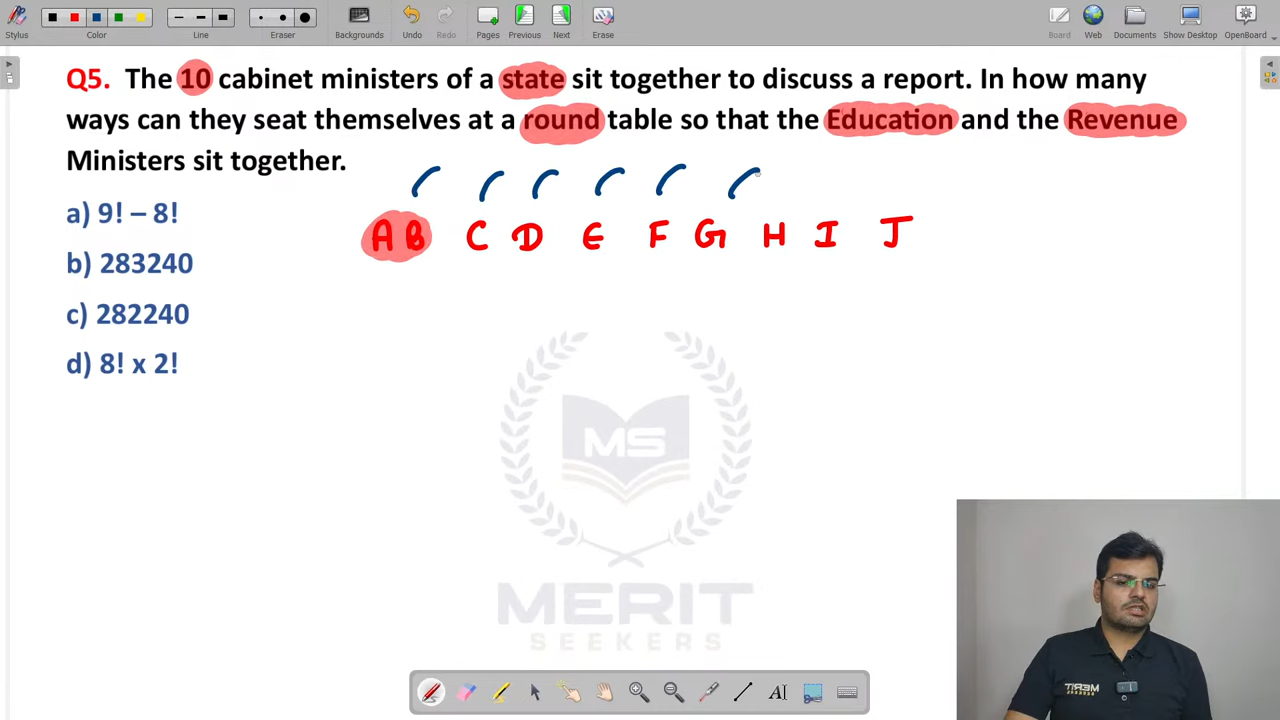 Stylus
Color
Line
Eraser
Backgrounds
Undo
Redo
Pages
Previous
Next
Erase
Board
Web
Documents
Show Desktop
OpenBoard
Q5. The 10 cabinet ministers of a state sit together to discuss a report. In how many
ways can they seat themselves at a round table so that the Education and the Revenue
Ministers sit together.
a) 9! – 8!
b) 283240
c) 282240
d) 8! x 2!
A B C D E F G H I J
MS
MERIT
SEEKERS
MERIT